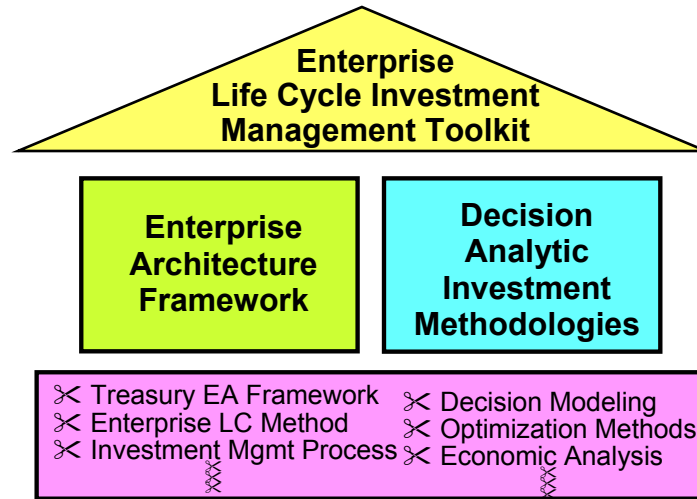 Enterprise
Life Cycle Investment
Management Toolkit
Enterprise
Architecture
Framework
Decision
Analytic
Investment
Methodologies
Treasury EA Framework
Enterprise LC Method
Investment Mgmt Process
Decision Modeling
Optimization Methods
Economic Analysis